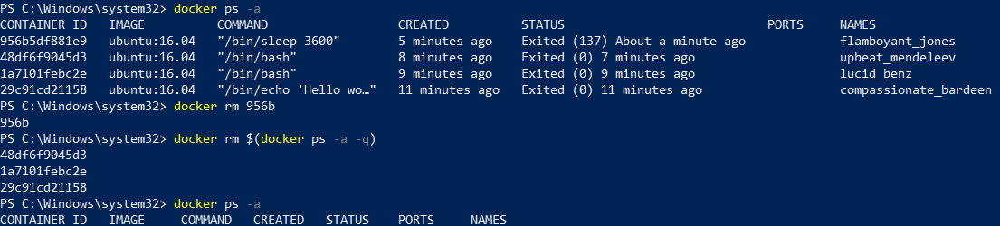 PS C:\Windows\system32> docker ps -a
CONTAINER ID   IMAGE          COMMAND                  CREATED          STATUS                            PORTS     NAMES
956b5df881e9   ubuntu:16.04   "/bin/sleep 3600"        5 minutes ago    Exited (137) About a minute ago             flamboyant_jones
48df6f9045d3   ubuntu:16.04   "/bin/bash"              8 minutes ago    Exited (0) 7 minutes ago                    upbeat_mendeleev
1a7101febc2e   ubuntu:16.04   "/bin/bash"              9 minutes ago    Exited (0) 9 minutes ago                    lucid_benz
29c91cd21158   ubuntu:16.04   "/bin/echo 'Hello wo…"   11 minutes ago   Exited (0) 11 minutes ago                   compassionate_bardeen
PS C:\Windows\system32> docker rm 956b
956b
PS C:\Windows\system32> docker rm $(docker ps -a -q)
48df6f9045d3
1a7101febc2e
29c91cd21158
PS C:\Windows\system32> docker ps -a
CONTAINER ID   IMAGE     COMMAND   CREATED   STATUS    PORTS     NAMES